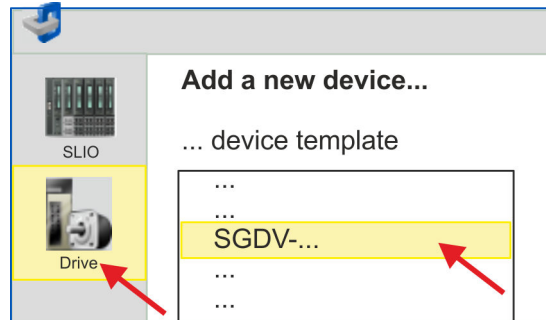 Add a new device...
SLIO
... device template
...
...
SGDV-...
Drive
...
...